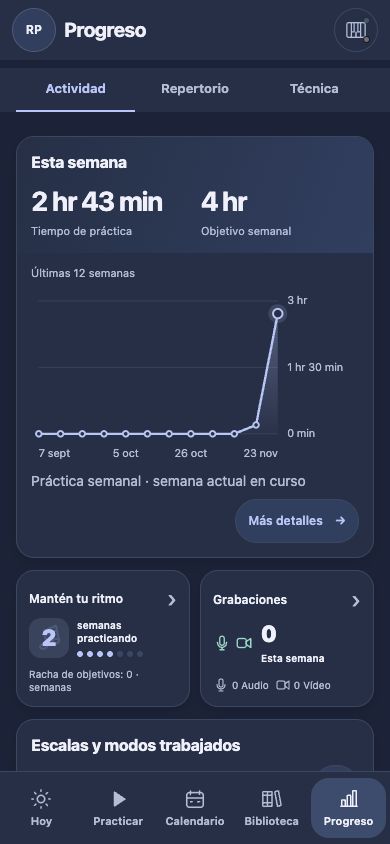 RP Progreso
Actividad Repertorio Técnica
Esta semana
2 hr 43 min 4 hr
Tiempo de práctica Objetivo semanal
Últimas 12 semanas
3 hr
1 hr 30 min
0 min
7 sept 5 oct 26 oct 23 nov
Práctica semanal · semana actual en curso
Más detalles
Mantén tu ritmo
2
semanas
practicando
Racha de objetivos: 0 ·
semanas
Grabaciones
0
Esta semana
0 Audio 0 Vídeo
Escalas y modos trabajados
Hoy Practicar Calendario Biblioteca Progreso